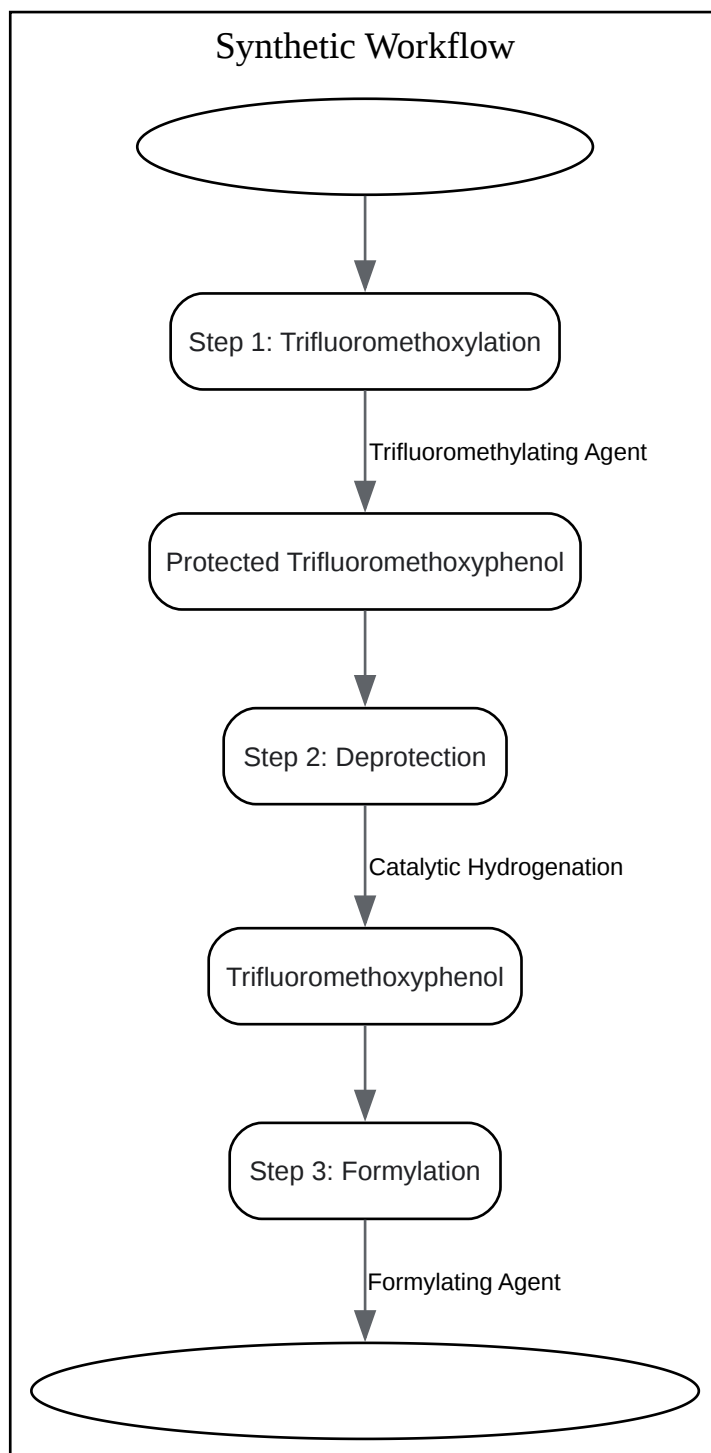 Synthetic Workflow
Step 1: Trifluoromethoxylation
Trifluoromethylating Agent
Protected Trifluoromethoxyphenol
Step 2: Deprotection
Catalytic Hydrogenation
Trifluoromethoxyphenol
Step 3: Formylation
Formylating Agent